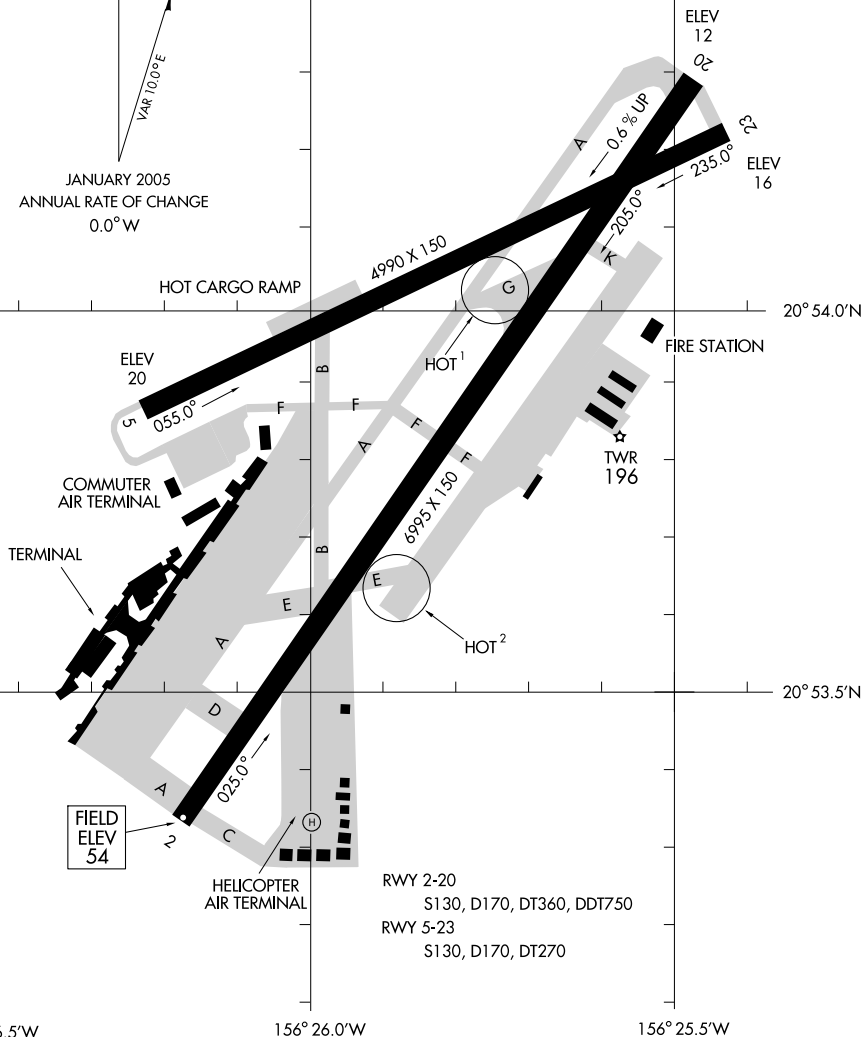 ELEV
12
20
VAR 10.0°E
0.6% UP
A
23
JANUARY 2005
ANNUAL RATE OF CHANGE
0.0° W
235.0°
ELEV
16
205.0°
4990 X 150
K
HOT CARGO RAMP
G
20° 54.0'N
HOT 1
FIRE STATION
ELEV
20
B
055.0°
5
F
F
F
A
F
TWR
196
COMMUTER
AIR TERMINAL
6995 X 150
TERMINAL
B
E
E
A
HOT 2
20° 53.5'N
D
025.0°
A
FIELD
ELEV
54
2
C
H
HELICOPTER
AIR TERMINAL
RWY 2-20
S130, D170, DT360, DDT750
RWY 5-23
S130, D170, DT270
6.5'W
156° 26.0'W
156° 25.5'W